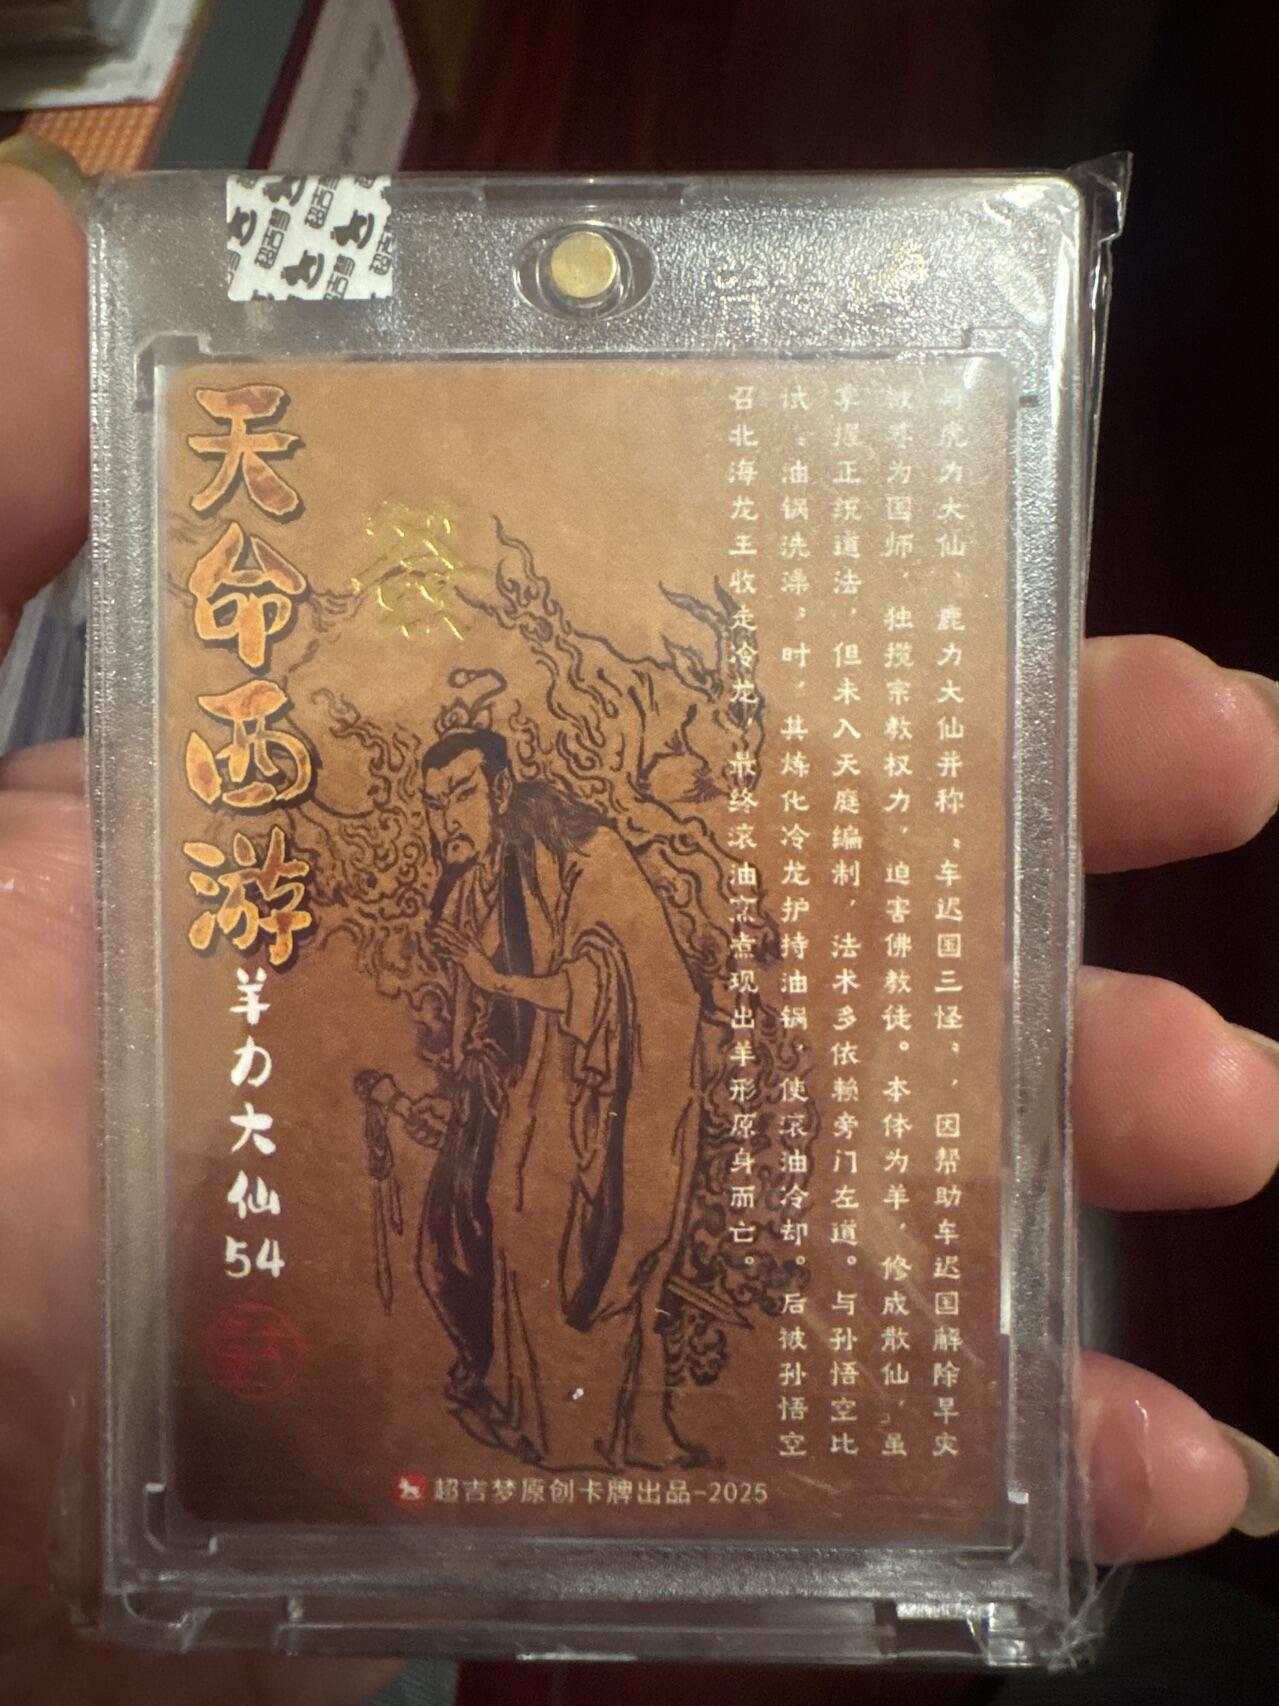 天命西游
羊力大仙
54
与虎力大仙、鹿力大仙并称“车迟国三怪”，因帮助车迟国解除旱灾
被尊为国师，独揽宗教权力，迫害佛教徒。本体为羊，修成散仙，虽
掌握正统道法，但未入天庭编制，法术多依赖旁门左道。与孙悟空比
试“油锅洗澡”时，其炼化冷龙护持油锅，使滚油冷却。后被孙悟空
召北海龙王收走冷龙，最终滚油烹煮现出羊形原身而亡。
超吉梦原创卡牌出品-2025
超吉梦